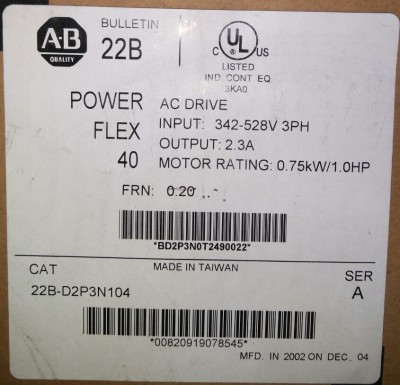 A-B
QUALITY
BULLETIN
22B
C UL US
LISTED
IND. CONT. EQ.
3KA0
POWER
FLEX
40
AC DRIVE
INPUT: 342-528V 3PH
OUTPUT: 2.3A
MOTOR RATING: 0.75kW/1.0HP
FRN: 0.20
*BD2P3N0T2490022*
CAT
MADE IN TAIWAN
SER
22B-D2P3N104
A
*00820919078545*
MFD. IN 2002 ON DEC. 04